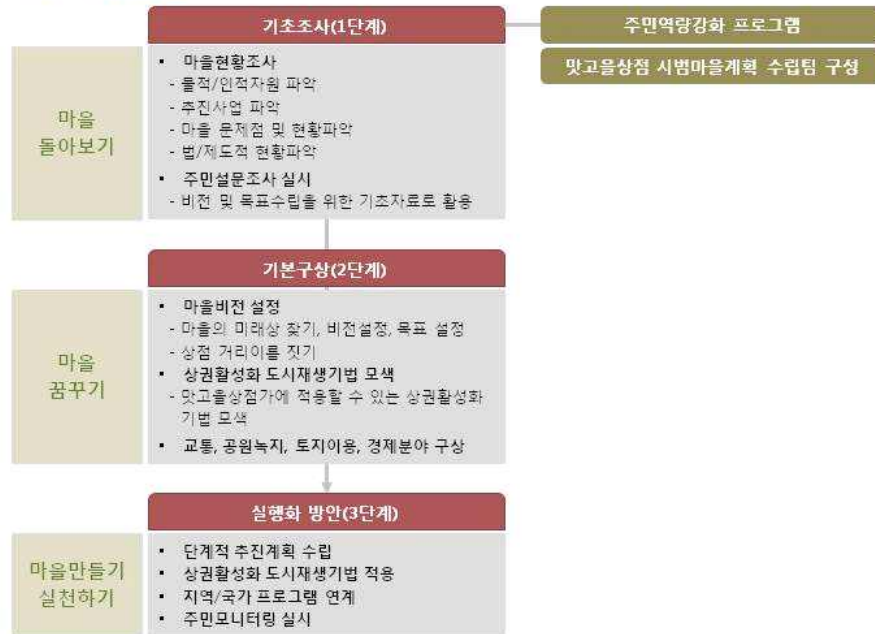 기초조사(1단계)
주민역량강화 프로그램
맛고을상점 시범마을계획 수립팀 구성
마을
돌아보기
▪ 마을현황조사
- 물적/인적자원 파악
- 추진사업 파악
- 마을 문제점 및 현황파악
- 법/제도적 현황파악
▪ 주민설문조사 실시
- 비전 및 목표수립을 위한 기초자료로 활용
기본구상(2단계)
마을
꿈꾸기
▪ 마을비전 설정
- 마을의 미래상 찾기, 비전설정, 목표 설정
- 상점 거리이름 짓기
▪ 상권활성화 도시재생기법 모색
- 맛고을상점가에 적용할 수 있는 상권활성화
기법 모색
▪ 교통, 공원녹지, 토지이용, 경제분야 구상
실행화 방안(3단계)
마을만들기
실천하기
▪ 단계적 추진계획 수립
▪ 상권활성화 도시재생기법 적용
▪ 지역/국가 프로그램 연계
▪ 주민모니터링 실시